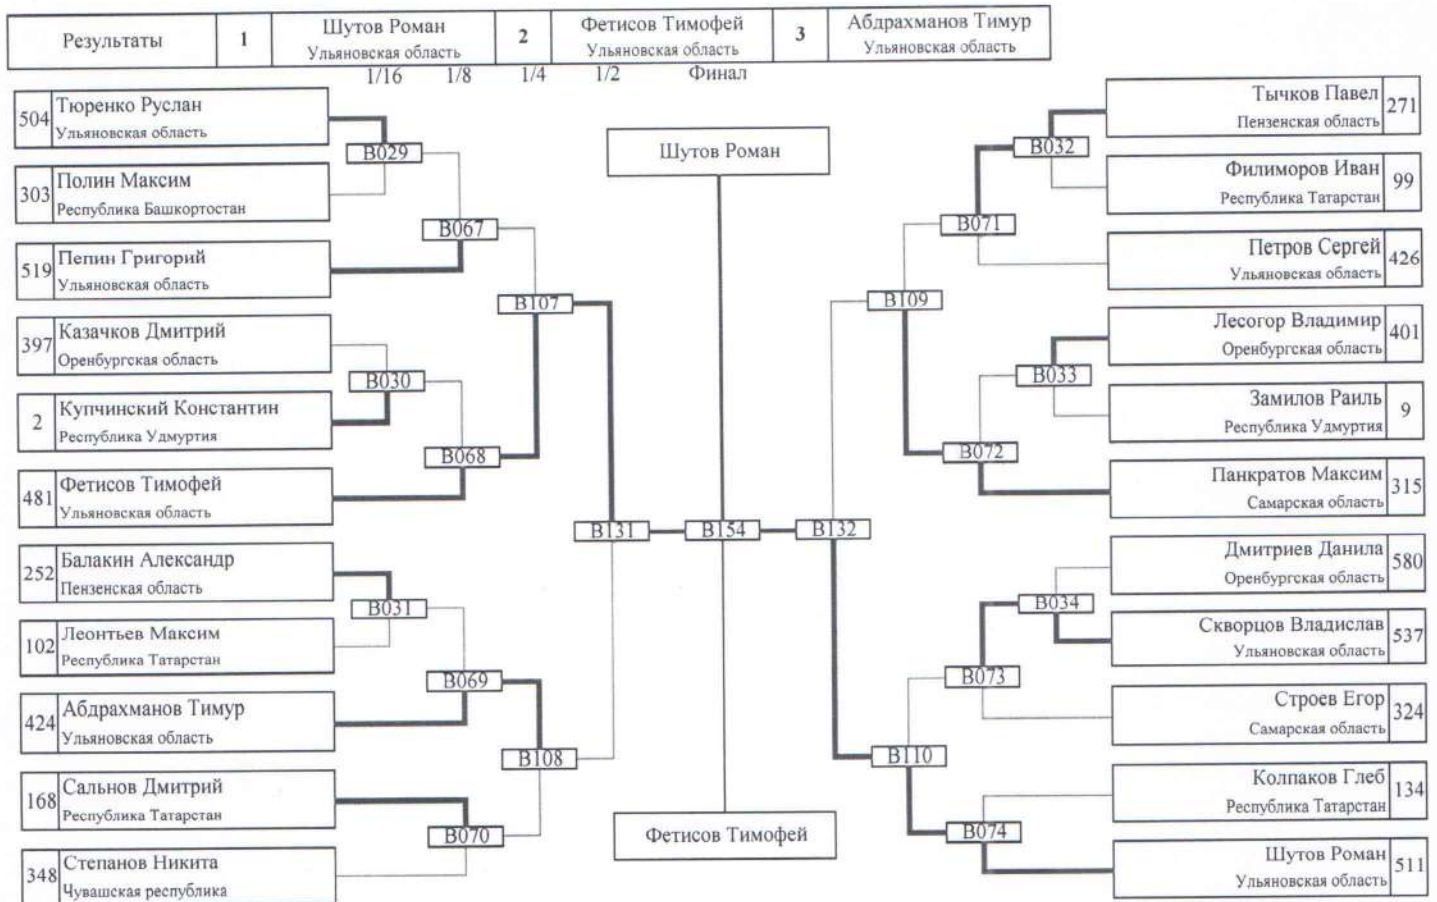 Результаты 1 Шутов Роман 2 Фетисов Тимофей 3 Абдрахманов Тимур
Ульяновская область Ульяновская область Ульяновская область
1/16 1/8 1/4 1/2 Финал
504 Тюренко Руслан
Ульяновская область
303 Полин Максим
Республика Башкортостан
519 Пепин Григорий
Ульяновская область
397 Казачков Дмитрий
Оренбургская область
2 Купчинский Константин
Республика Удмуртия
481 Фетисов Тимофей
Ульяновская область
252 Балакин Александр
Пензенская область
102 Леонтьев Максим
Республика Татарстан
424 Абдрахманов Тимур
Ульяновская область
168 Сальнов Дмитрий
Республика Татарстан
348 Степанов Никита
Чувашская республика
B029
B030
B031
B067
B068
B069
B070
B107
B108
B131
Шутов Роман
B154
Фетисов Тимофей
B132
B109
B110
B071
B072
B073
B074
B032
B033
B034
Тычков Павел 271
Пензенская область
Филиморов Иван 99
Республика Татарстан
Петров Сергей 426
Ульяновская область
Лесогор Владимир 401
Оренбургская область
Замилов Раиль 9
Республика Удмуртия
Панкратов Максим 315
Самарская область
Дмитриев Данила 580
Оренбургская область
Скворцов Владислав 537
Ульяновская область
Строев Егор 324
Самарская область
Колпаков Глеб 134
Республика Татарстан
Шутов Роман 511
Ульяновская область